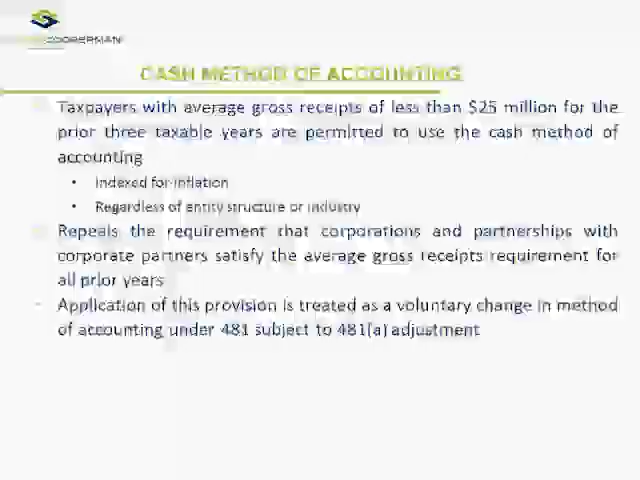 CASH METHOD OF ACCOUNTING
Taxpayers with average gross receipts of less than $25 million for the
prior three taxable years are permitted to use the cash method of
accounting
• Indexed for inflation
• Regardless of entity structure or industry
Repeals the requirement that corporations and partnerships with
corporate partners satisfy the average gross receipts requirement for
all prior years
Application of this provision is treated as a voluntary change in method
of accounting under 481 subject to 481(a) adjustment